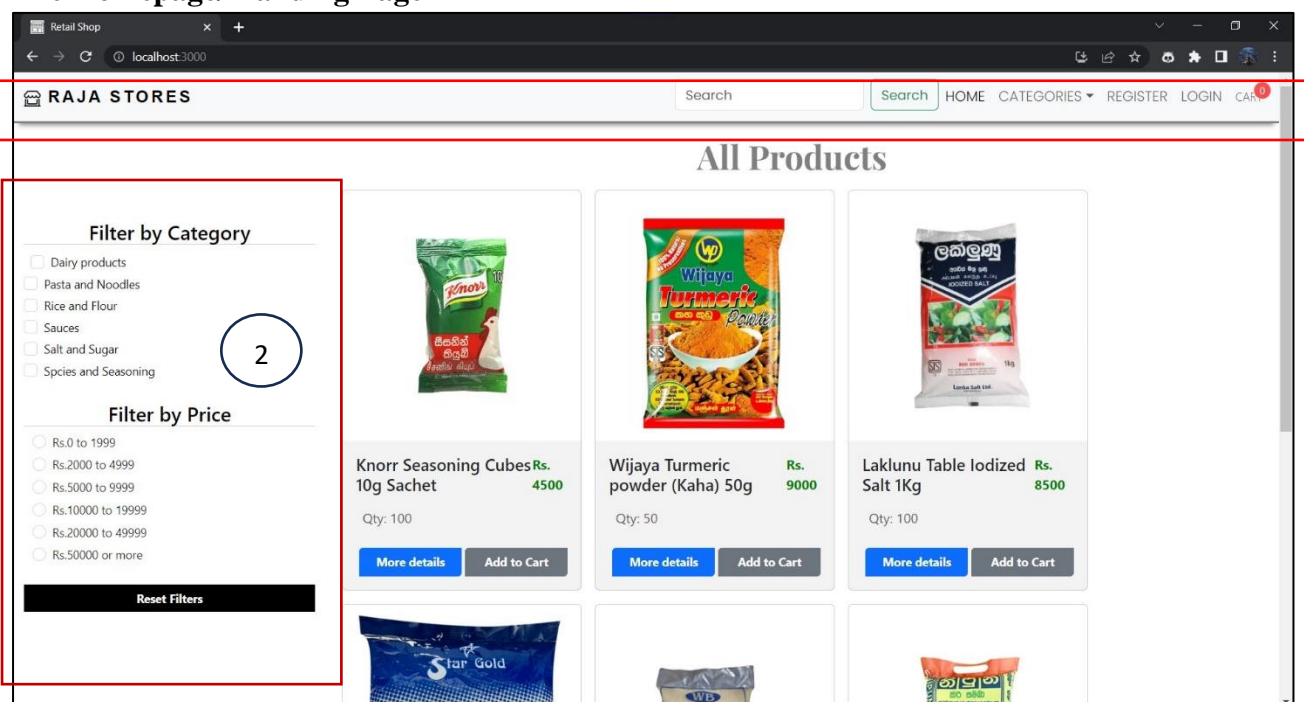 Retail Shop
localhost:3000
RAJA STORES
Search
Search
HOME CATEGORIES REGISTER LOGIN CART
0
All Products
Filter by Category
Dairy products
Pasta and Noodles
Rice and Flour
Sauces
Salt and Sugar
Spcies and Seasoning
2
Filter by Price
Rs.0 to 1999
Rs.2000 to 4999
Rs.5000 to 9999
Rs.10000 to 19999
Rs.20000 to 49999
Rs.50000 or more
Reset Filters
Knorr
සීසනින්
කියුබ්
Knorr Seasoning Cubes Rs.
10g Sachet 4500
Qty: 100
More details Add to Cart
Wijaya
Turmeric
කහ කුඩු
Powder
SLS
Wijaya Turmeric Rs.
powder (Kaha) 50g 9000
Qty: 50
More details Add to Cart
ලක්ලුණු
IODIZED SALT
1kg
Lanka Salt Ltd.
Laklunu Table Iodized Rs.
Salt 1Kg 8500
Qty: 100
More details Add to Cart
Star Gold
WB